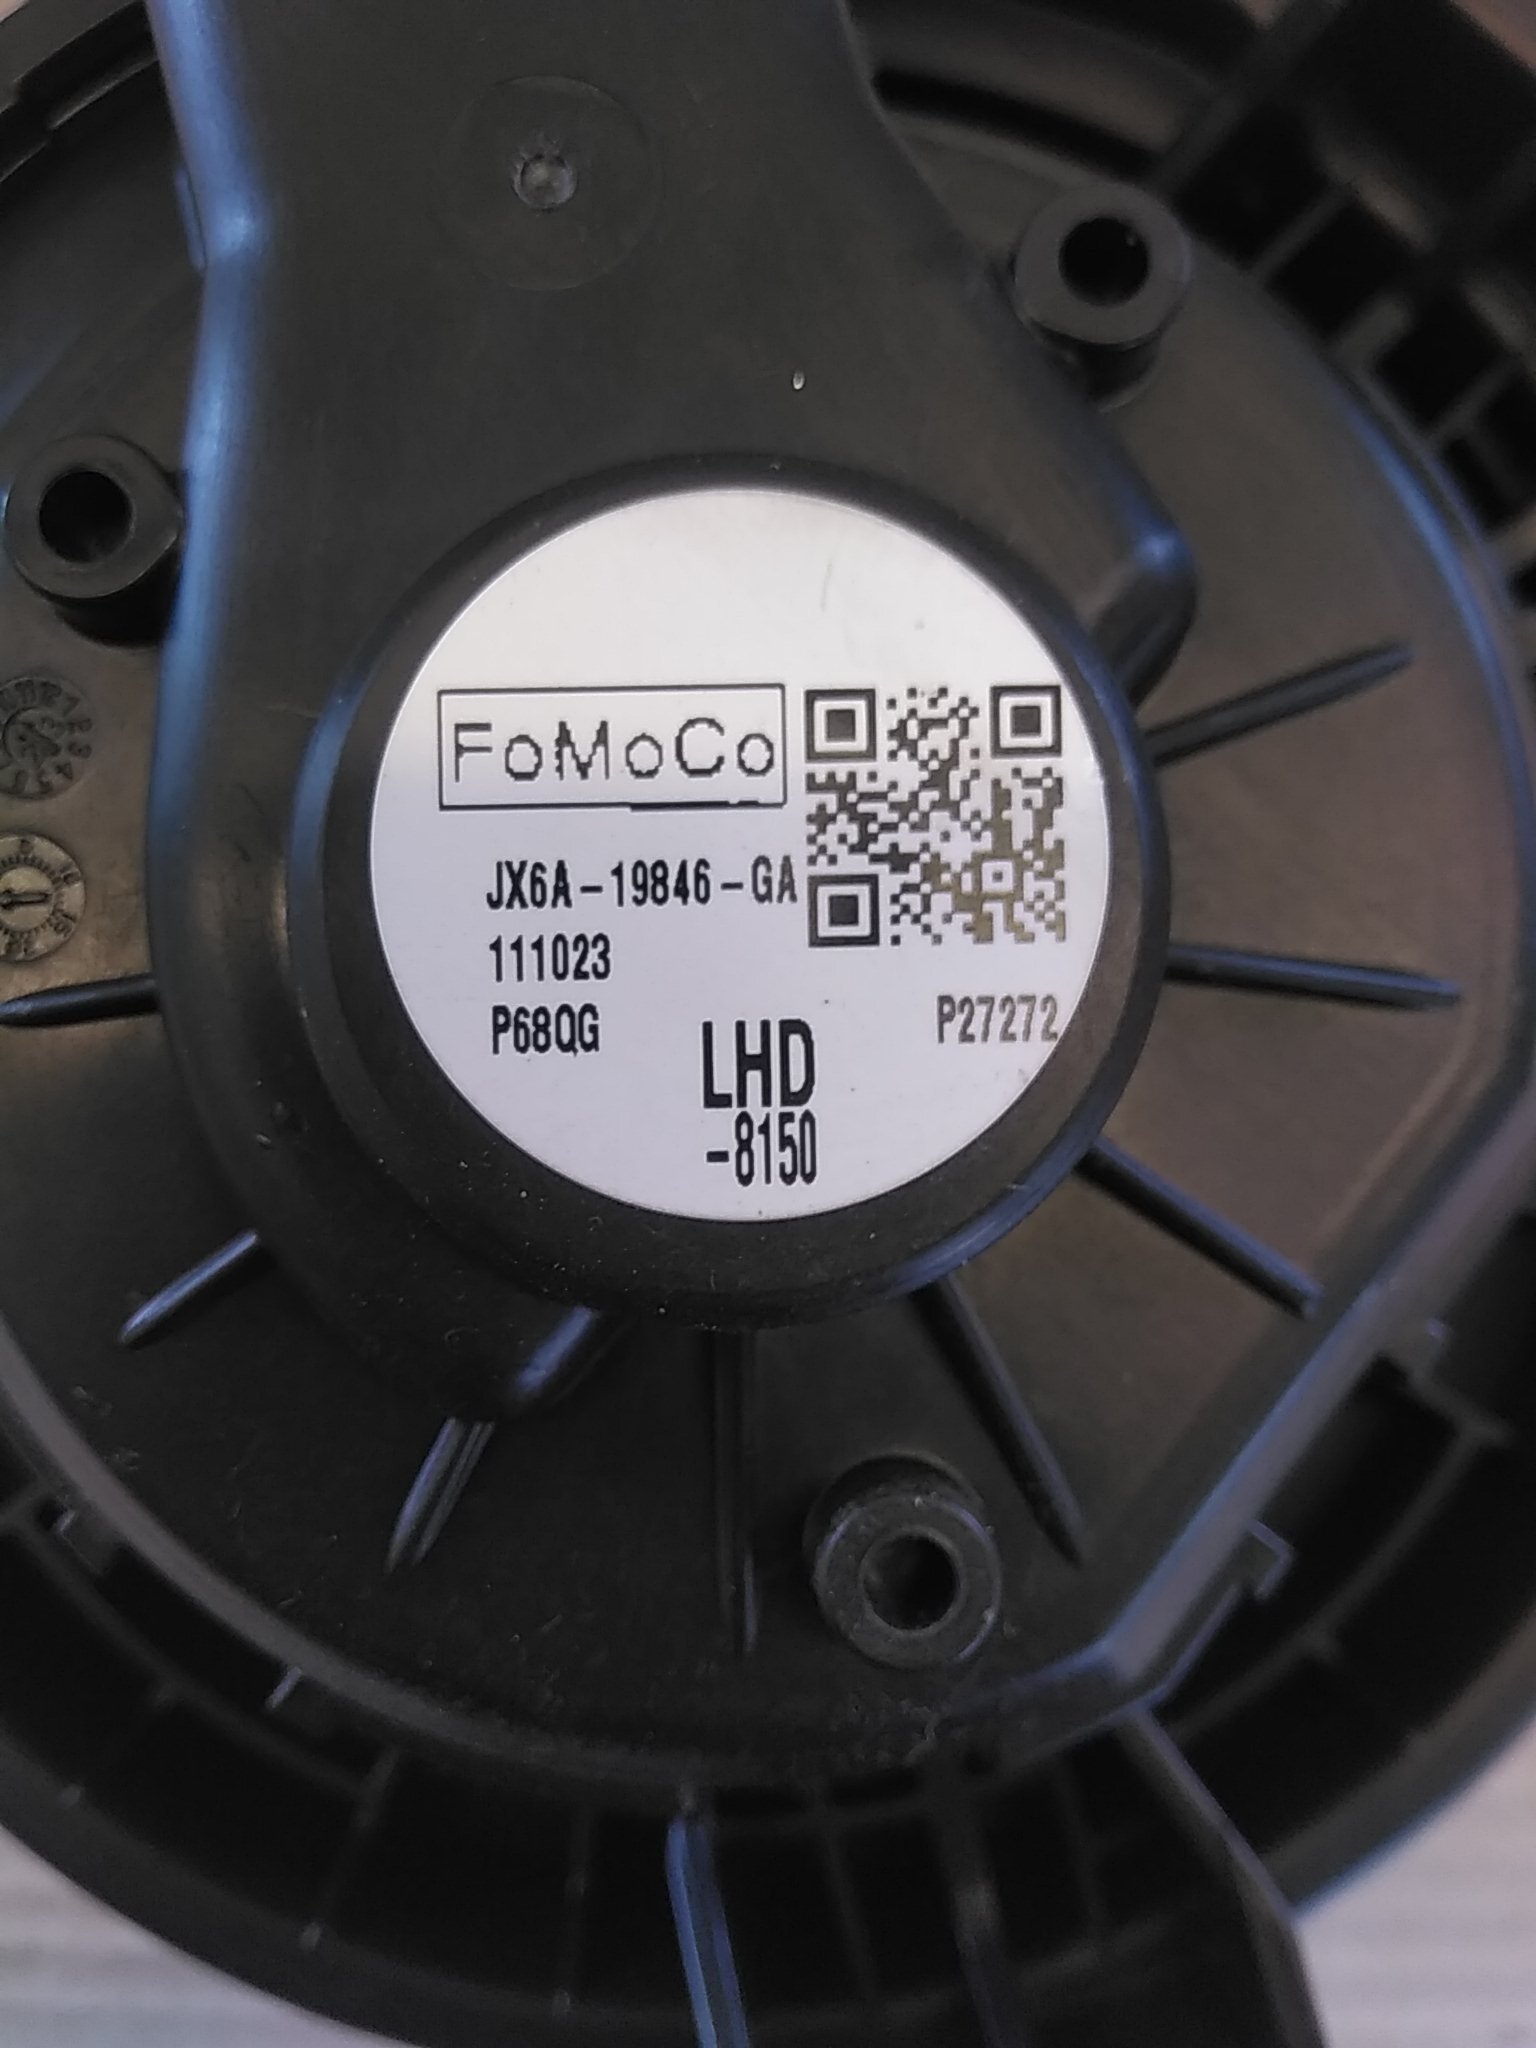 FoMoCo
JX6A-19846-GA
111023
P68QG
P27272
LHD
-8150